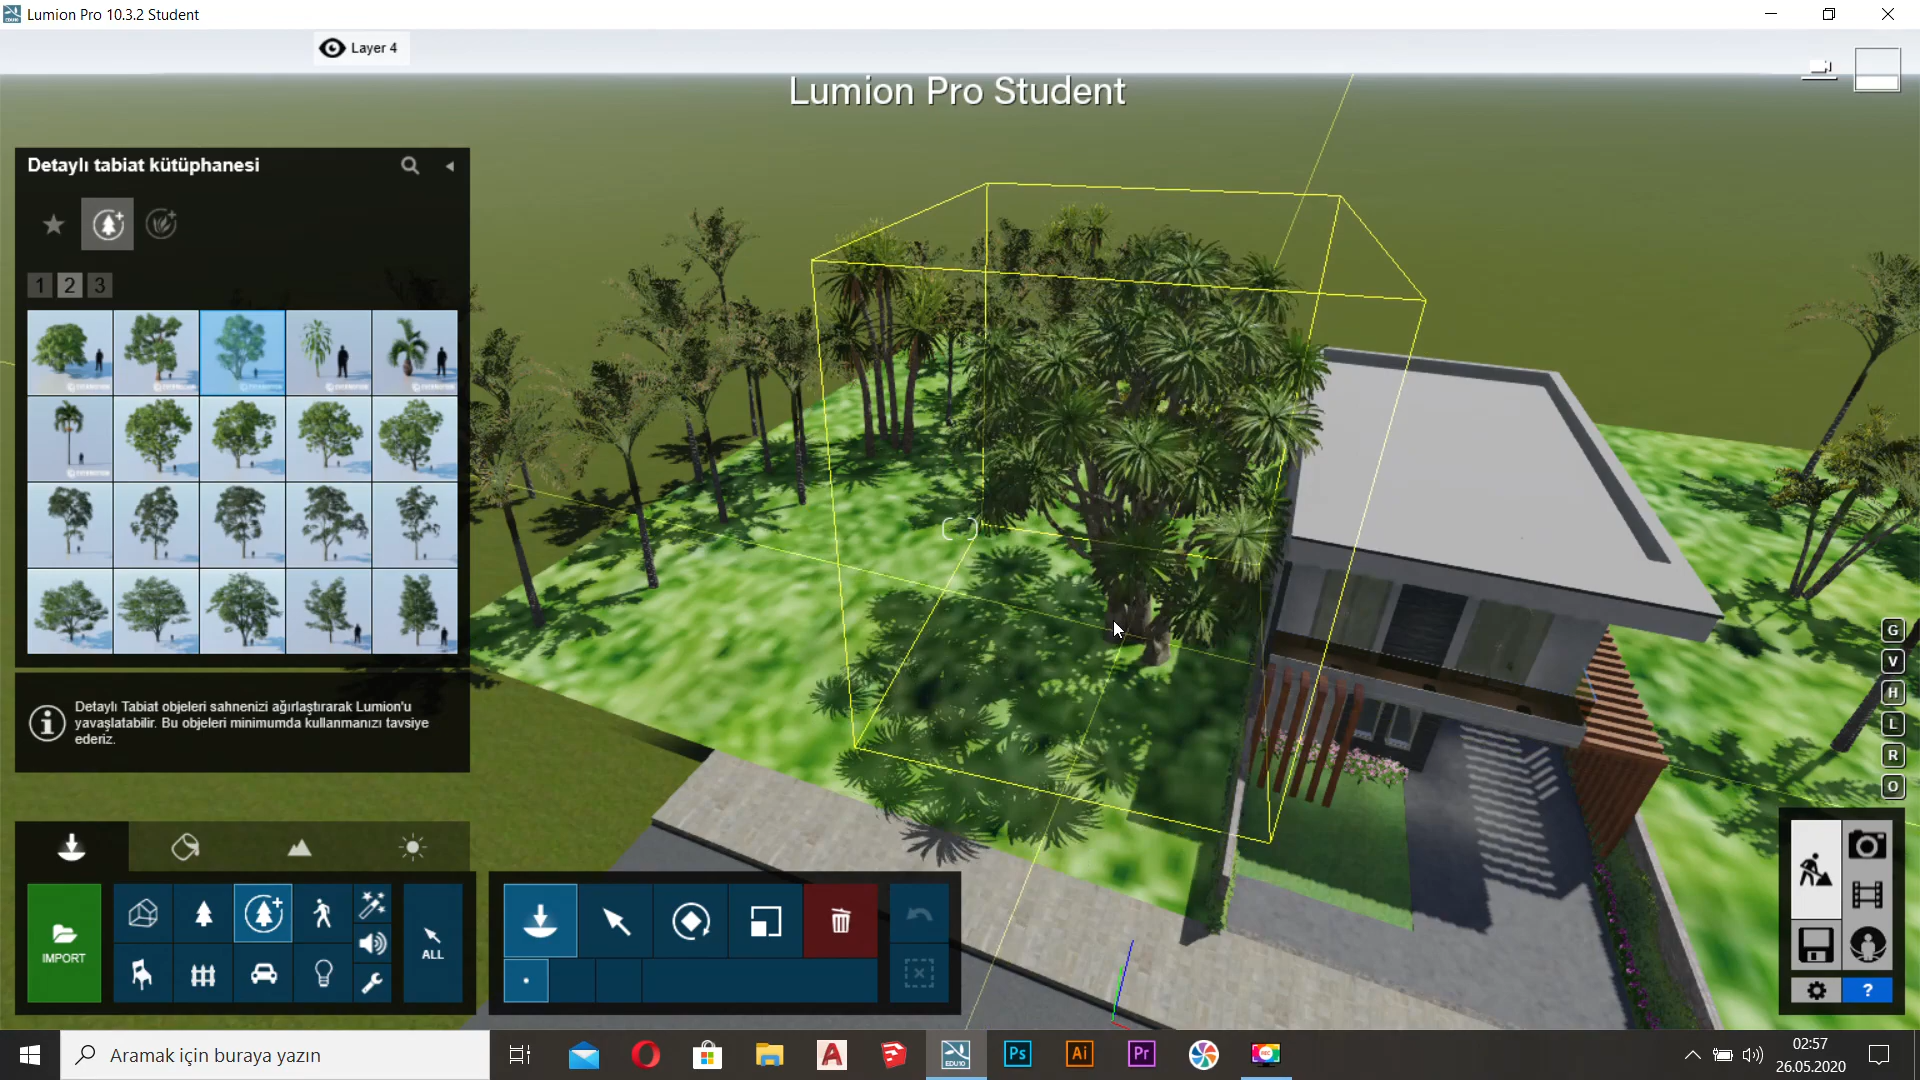 Lumion Pro 10.3.2 Student
Layer 4
Lumion Pro Student
Detaylı tabiat kütüphanesi
1 2 3
Detaylı Tabiat objeleri sahnenizi ağırlaştırarak Lumion'u
yavaşlatabilir. Bu objeleri minimumda kullanmanızı tavsiye
ederiz.
G
V
H
L
R
O
IMPORT
ALL
?
Aramak için buraya yazın
A
EDU10
Ps
Ai
Pr
REC
02:57
26.05.2020